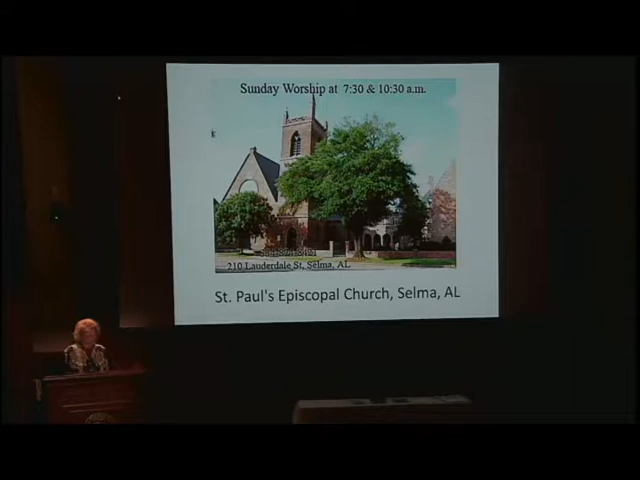 Sunday Worship at 7:30 & 10:30 a.m.
210 Lauderdale St, Selma, AL
St. Paul's Episcopal Church, Selma, AL